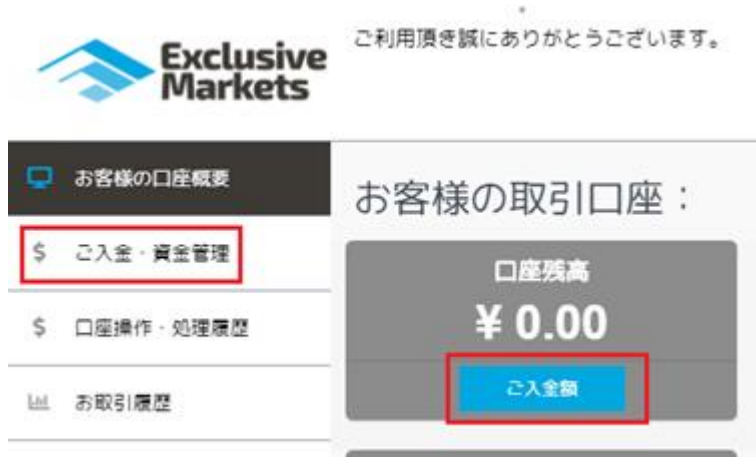 ご利用頂き誠にありがとうございます。
Exclusive
Markets
お客様の口座概要
ご入金・資金管理
口座操作・処理履歴
お取引履歴
お客様の取引口座：
口座残高
¥ 0.00
ご入金額